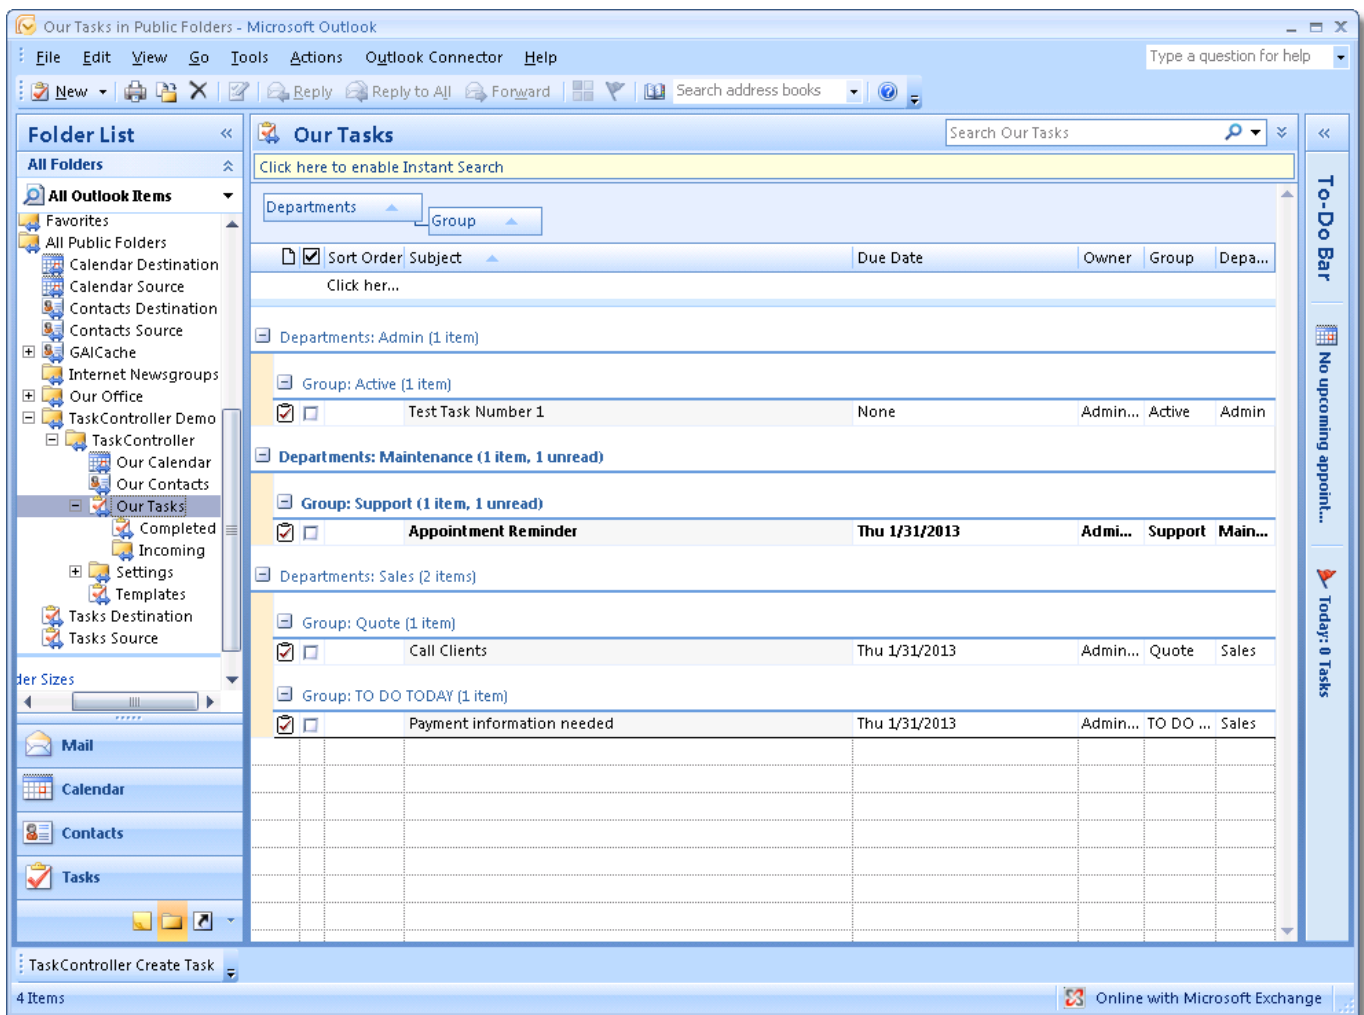 Our Tasks in Public Folders - Microsoft Outlook
File Edit View Go Tools Actions Outlook Connector Help Type a question for help
New Reply Reply to All Forward Search address books
Folder List
All Folders
All Outlook Items
Favorites
All Public Folders
Calendar Destination
Calendar Source
Contacts Destination
Contacts Source
GAICache
Internet Newsgroups
Our Office
TaskController Demo
TaskController
Our Calendar
Our Contacts
Our Tasks
Completed
Incoming
Settings
Templates
Tasks Destination
Tasks Source
der Sizes
Mail
Calendar
Contacts
Tasks
Our Tasks Search Our Tasks
Click here to enable Instant Search
Departments
Group
Sort Order Subject Due Date Owner Group Depa...
Click her...
Departments: Admin (1 item)
Group: Active (1 item)
Test Task Number 1 None Admin... Active Admin
Departments: Maintenance (1 item, 1 unread)
Group: Support (1 item, 1 unread)
Appointment Reminder Thu 1/31/2013 Admi... Support Main...
Departments: Sales (2 items)
Group: Quote (1 item)
Call Clients Thu 1/31/2013 Admin... Quote Sales
Group: TO DO TODAY (1 item)
Payment information needed Thu 1/31/2013 Admin... TO DO ... Sales
To-Do Bar
No upcoming appoint...
Today: 0 Tasks
TaskController Create Task
4 Items Online with Microsoft Exchange